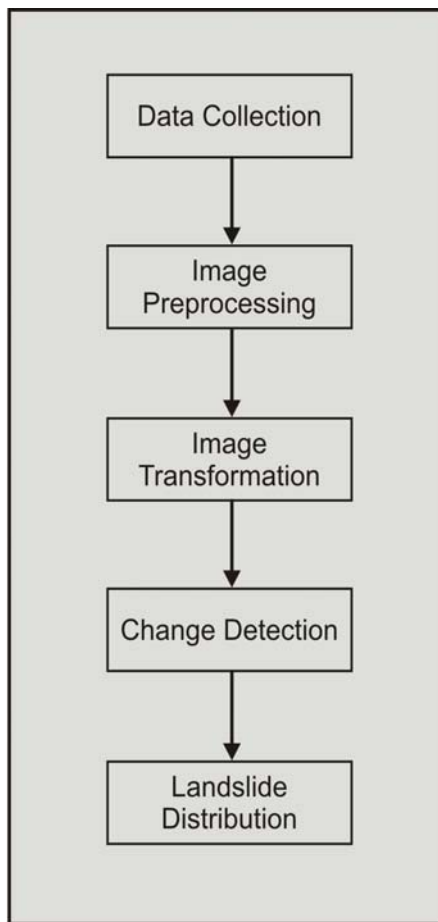 Data Collection
Image
Preprocessing
Image
Transformation
Change Detection
Landslide
Distribution